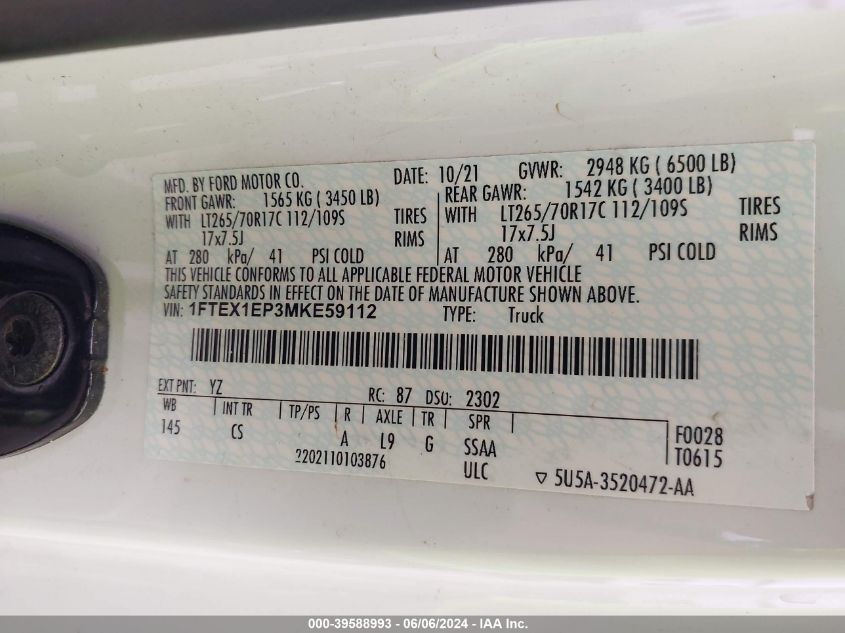 MFD. BY FORD MOTOR CO. DATE: 10/21 GVWR: 2948 KG ( 6500 LB)
FRONT GAWR: 1565 KG ( 3450 LB) REAR GAWR: 1542 KG ( 3400 LB)
WITH LT265/70R17C 112/109S TIRES WITH LT265/70R17C 112/109S TIRES
17x7.5J RIMS 17x7.5J RIMS
AT 280 kPa/ 41 PSI COLD AT 280 kPa/ 41 PSI COLD
THIS VEHICLE CONFORMS TO ALL APPLICABLE FEDERAL MOTOR VEHICLE
SAFETY STANDARDS IN EFFECT ON THE DATE OF MANUFACTURE SHOWN ABOVE.
VIN: 1FTEX1EP3MKE59112 TYPE: Truck
EXT PNT: YZ RC: 87 DSO: 2302
WB INT TR TP/PS R AXLE TR SPR
145 CS A L9 G SSAA F0028
2202110103876 ULC T0615
5U5A-3520472-AA
000-39588993 - 06/06/2024 - IAA Inc.